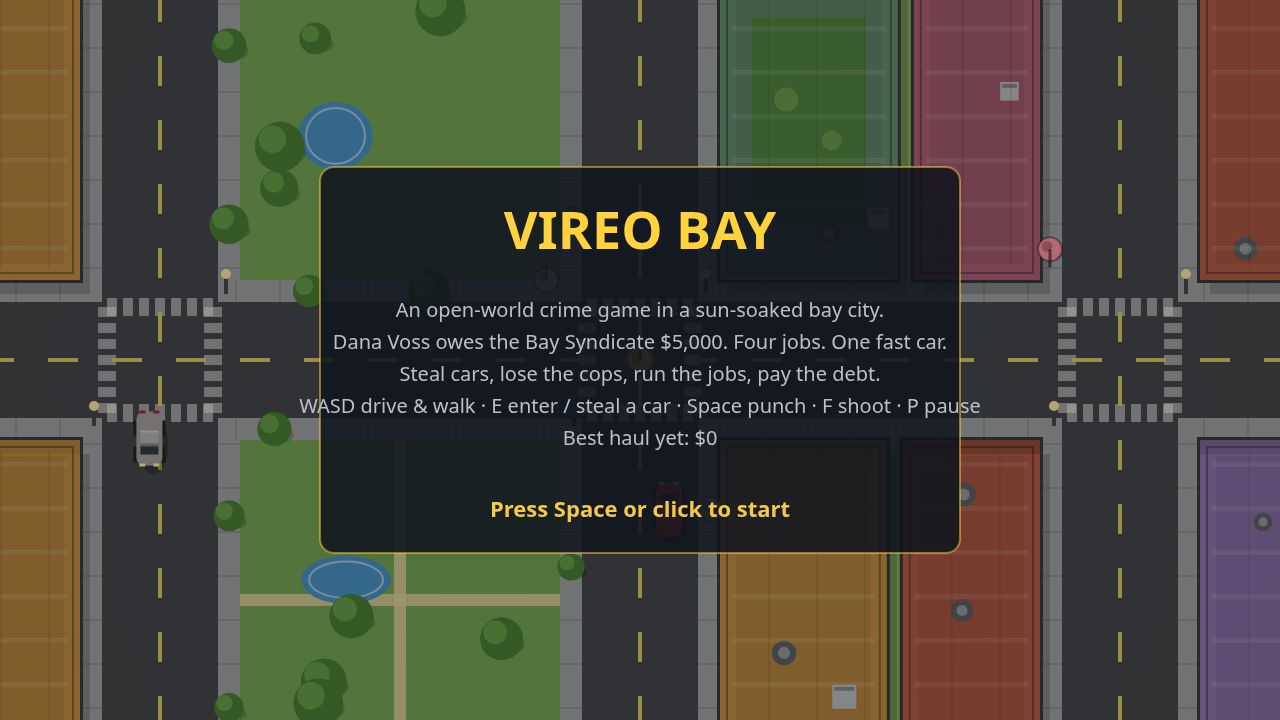 VIREO BAY
An open-world crime game in a sun-soaked bay city.
Dana Voss owes the Bay Syndicate $5,000. Four jobs. One fast car.
Steal cars, lose the cops, run the jobs, pay the debt.
WASD drive & walk · E enter / steal a car · Space punch · F shoot · P pause
Best haul yet: $0
Press Space or click to start